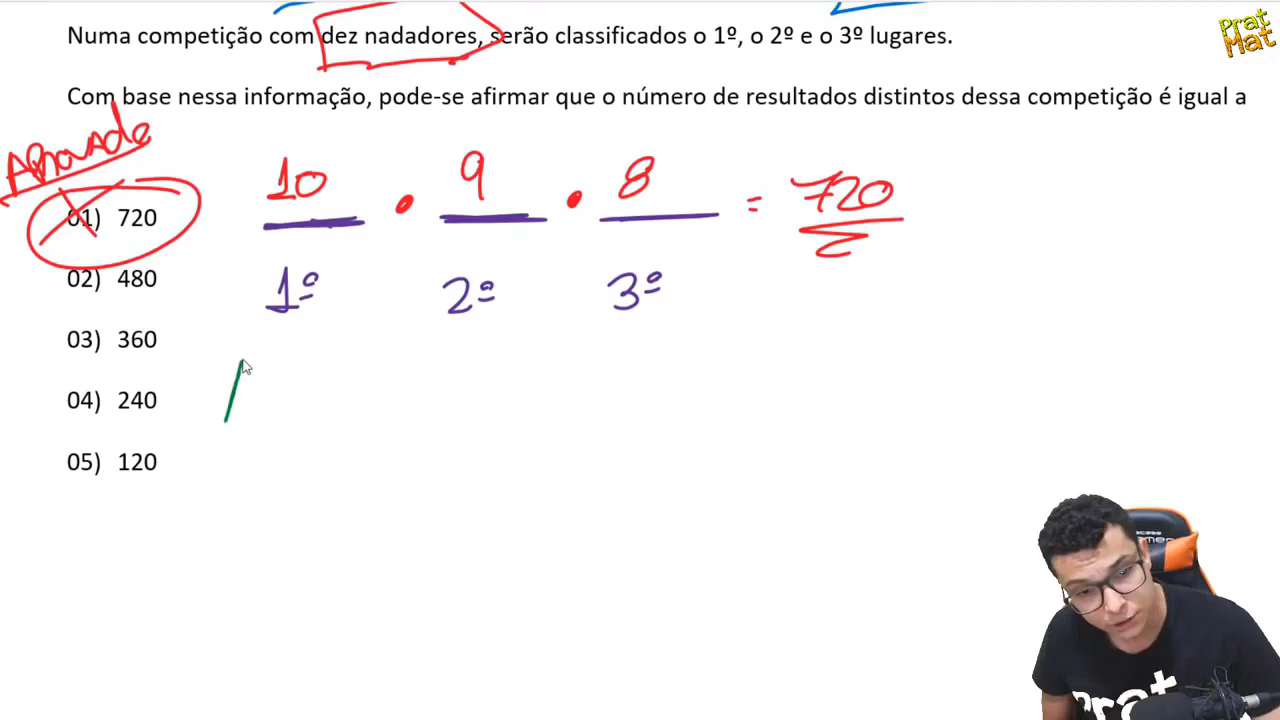 Prat
Mat
Numa competição com dez nadadores, serão classificados o 1º, o 2º e o 3º lugares.
Com base nessa informação, pode-se afirmar que o número de resultados distintos dessa competição é igual a
10 • 9 • 8 = 720
1º 2º 3º
01) 720
02) 480
03) 360
04) 240
05) 120
Prat